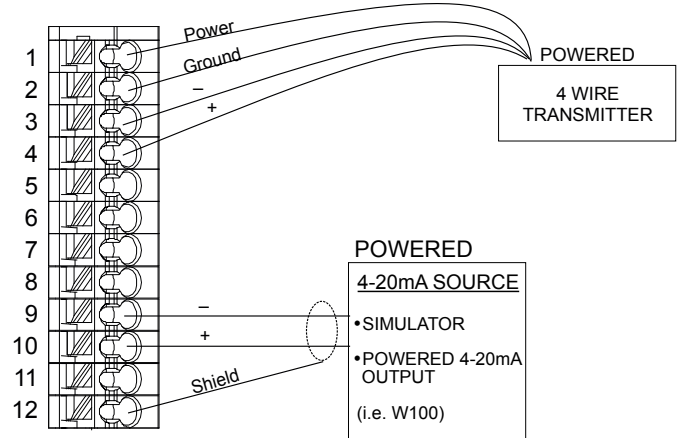 1
2
3
4
5
6
7
8
9
10
11
12
Power
Ground
–
+
POWERED
4 WIRE
TRANSMITTER
–
+
Shield
POWERED
4-20mA SOURCE
•SIMULATOR
•POWERED 4-20mA
OUTPUT
(i.e. W100)